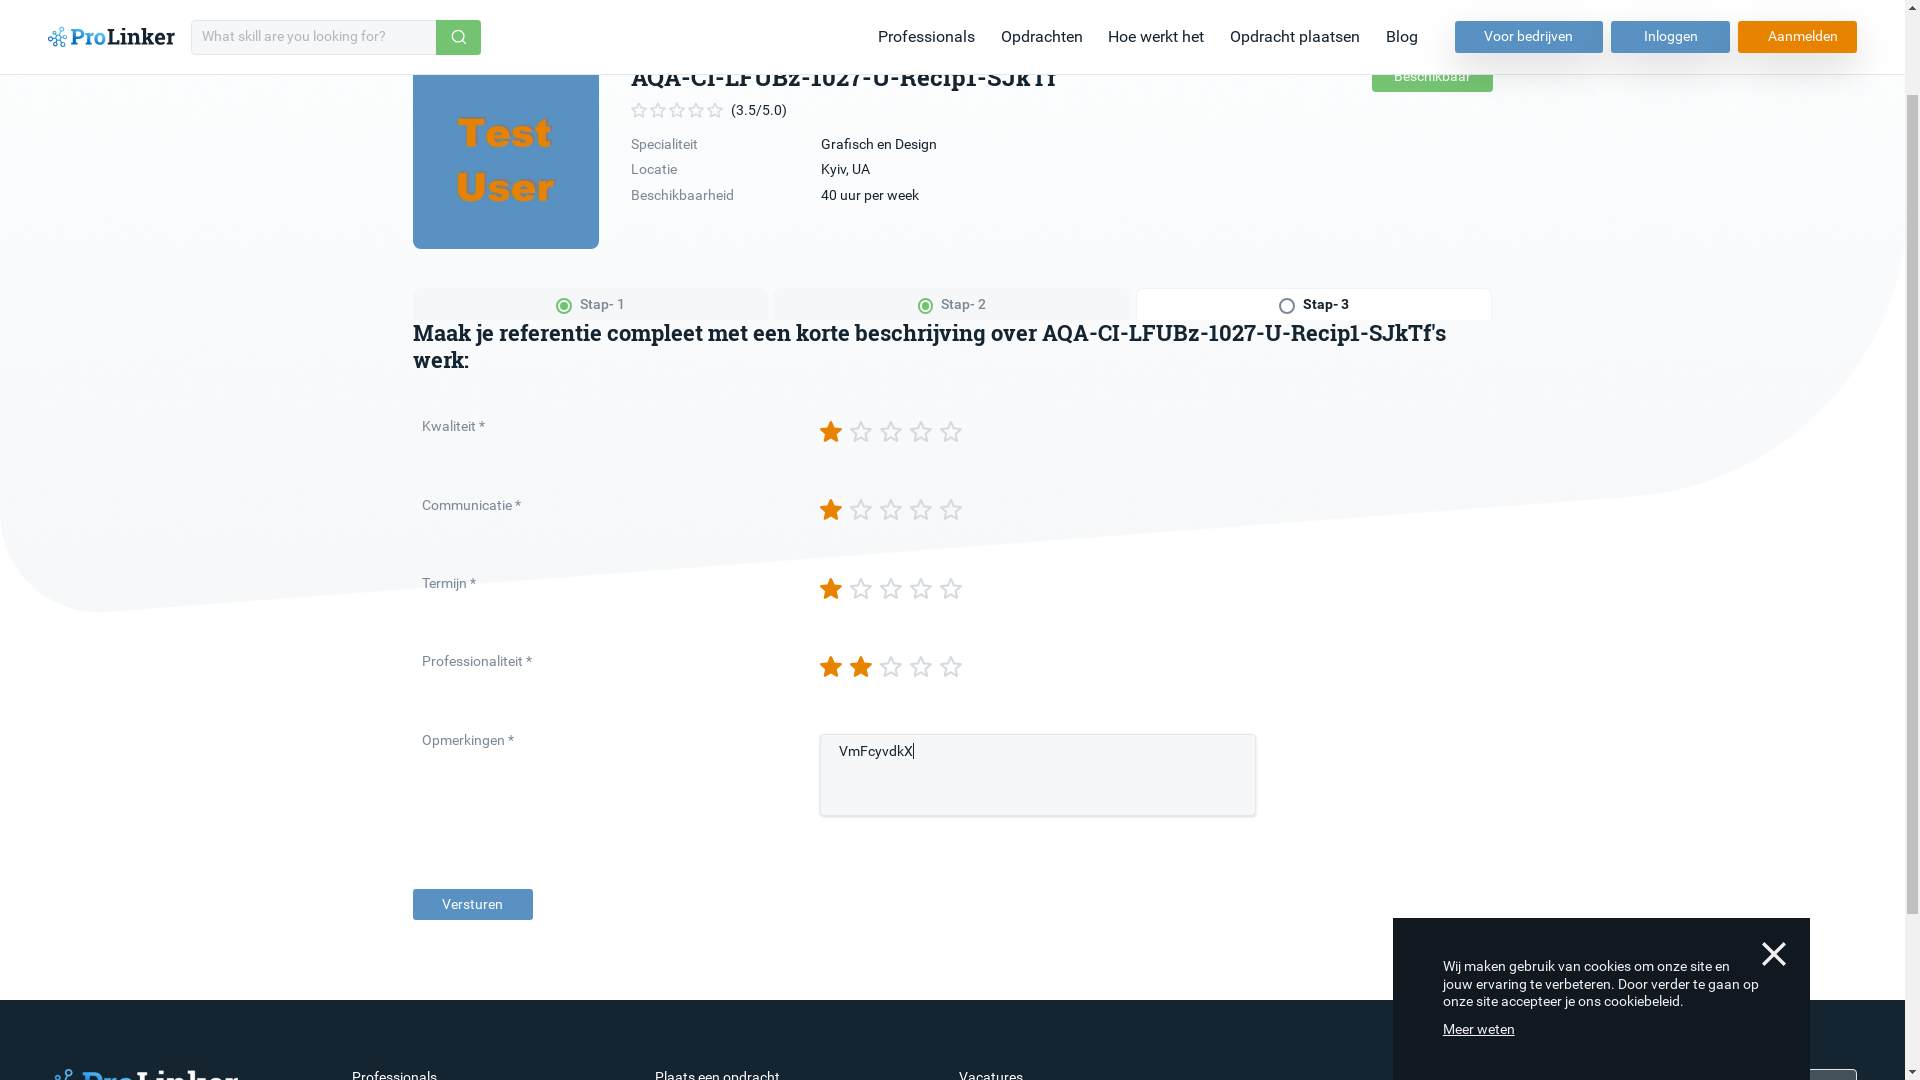 ProLinker
What skill are you looking for?
Professionals
Opdrachten
Hoe werkt het
Opdracht plaatsen
Blog
Voor bedrijven
Inloggen
Aanmelden
AQA-CI-LFUBz-1027-U-Recip1-SJkTf
Beschikbaar
Test
User
(3.5/5.0)
Specialiteit
Grafisch en Design
Locatie
Kyiv, UA
Beschikbaarheid
40 uur per week
Stap- 1
Stap- 2
Stap- 3
Maak je referentie compleet met een korte beschrijving over AQA-CI-LFUBz-1027-U-Recip1-SJkTf's
werk:
Kwaliteit *
Communicatie *
Termijn *
Professionaliteit *
Opmerkingen *
VmFcyvdkX
Versturen
Wij maken gebruik van cookies om onze site en
jouw ervaring te verbeteren. Door verder te gaan op
onze site accepteer je ons cookiebeleid.
Meer weten
ProLinker
Professionals
Plaats een opdracht
Vacatures